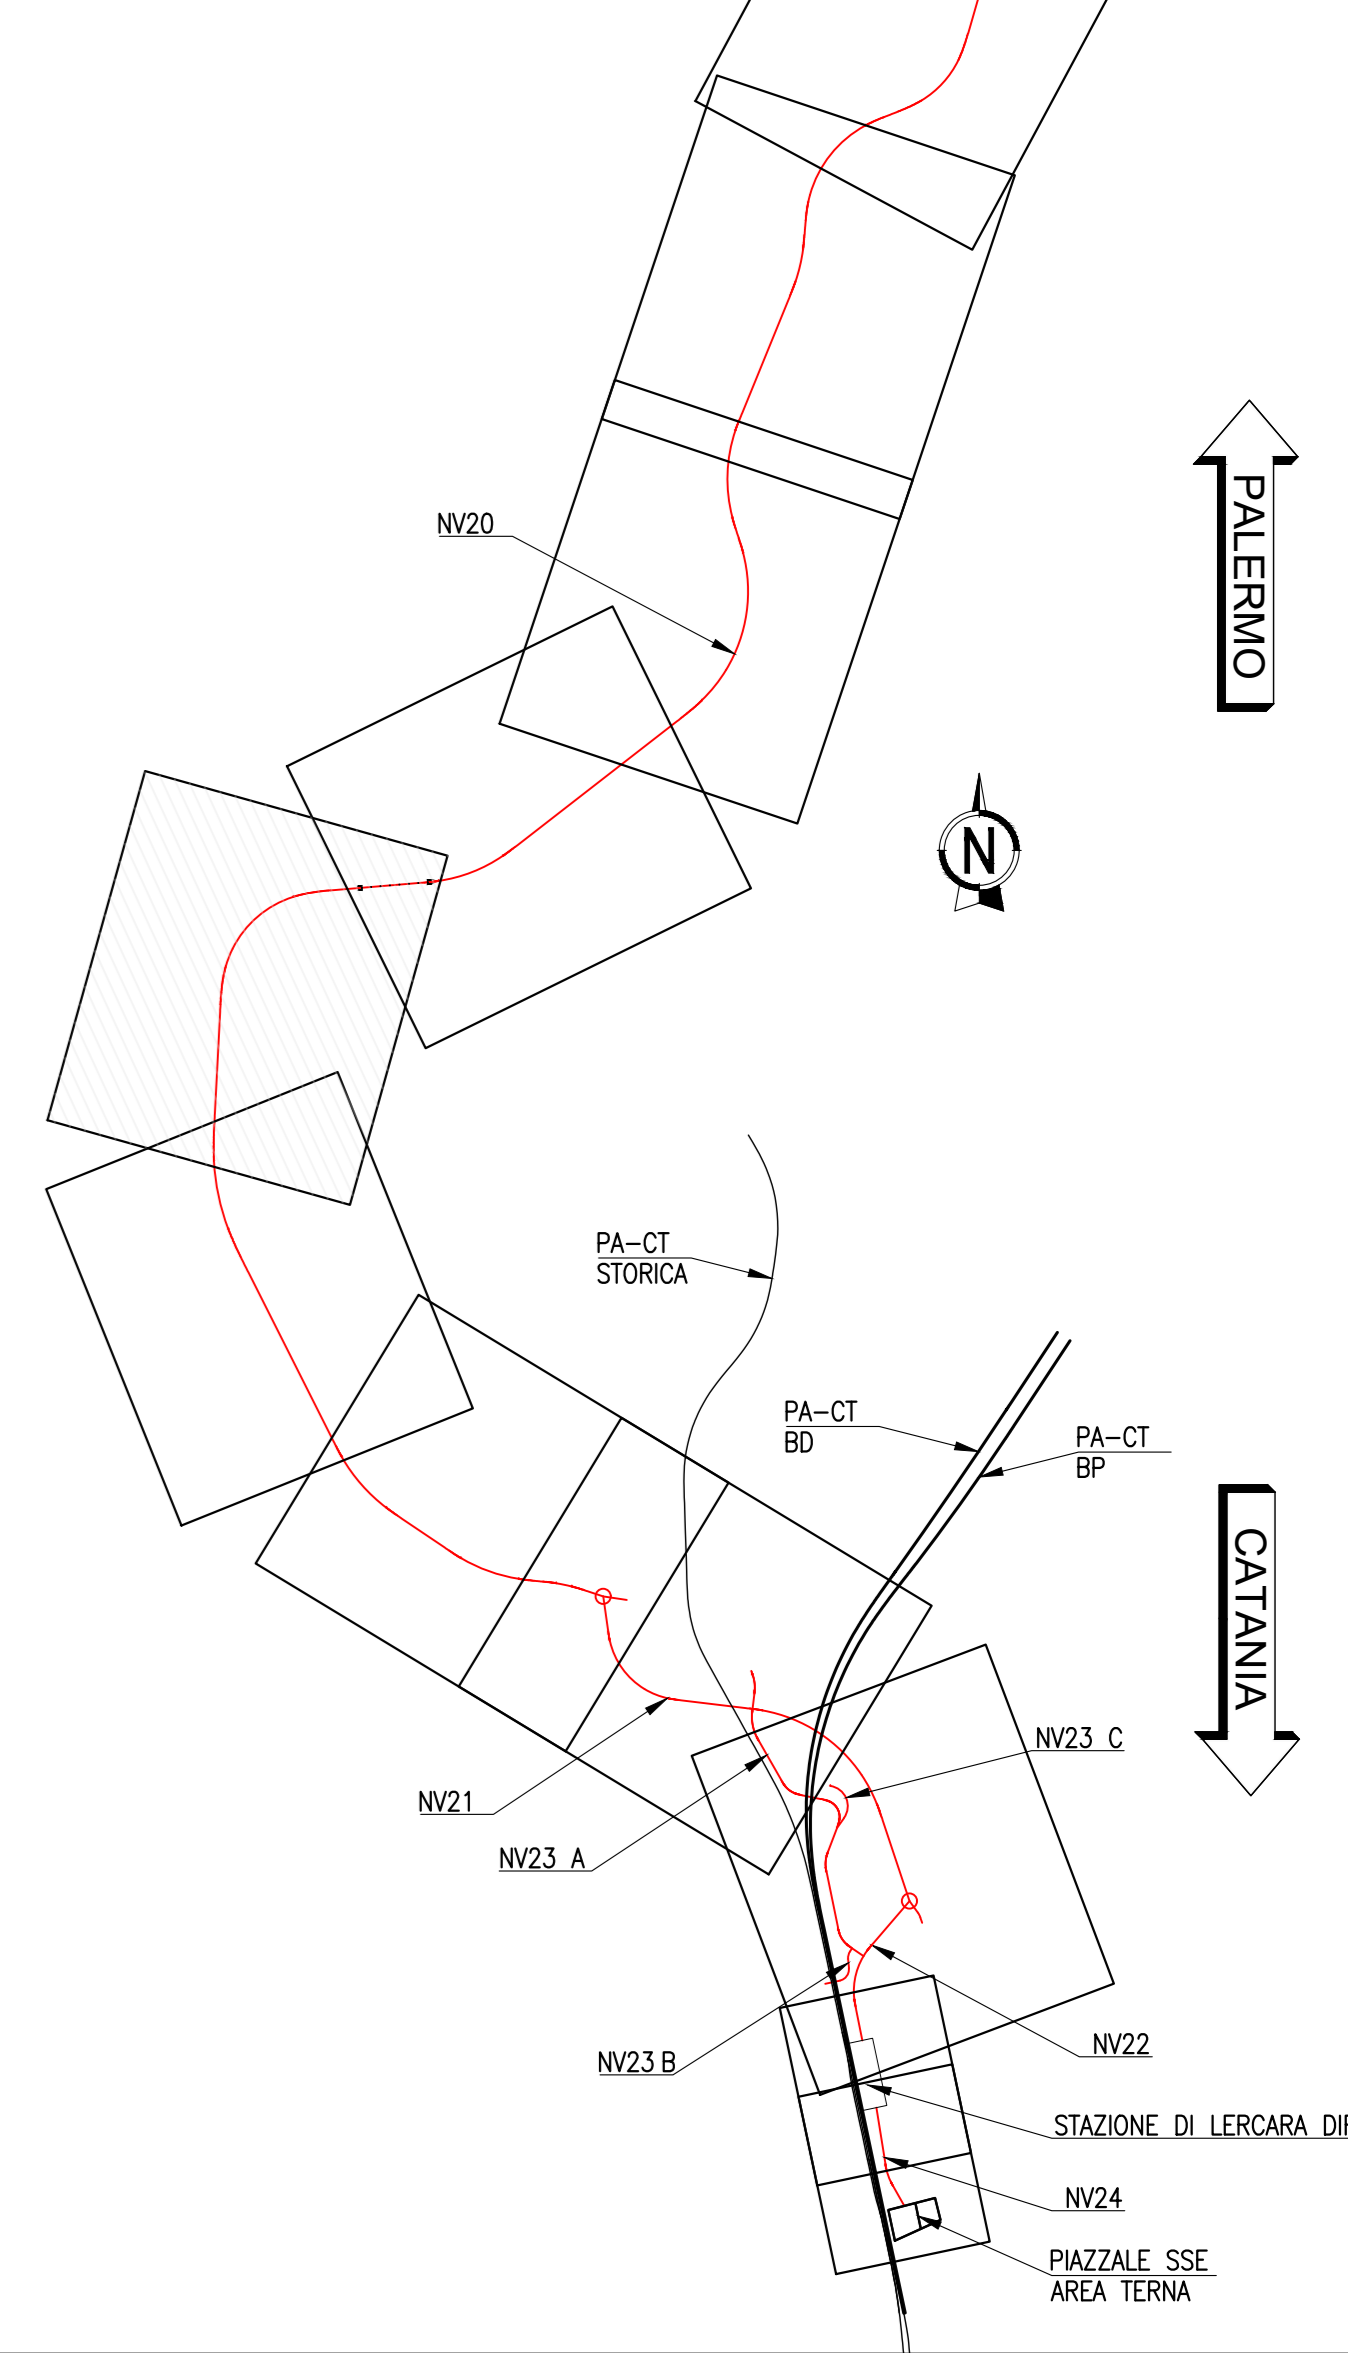 PALERMO
NV20
N
PA-CT
STORICA
PA-CT
BD
PA-CT
BP
CATANIA
NV23 C
NV21
NV23 A
NV23 B
NV22
STAZIONE DI LERCARA
NV24
PIAZZALE SSE
AREA TERNA